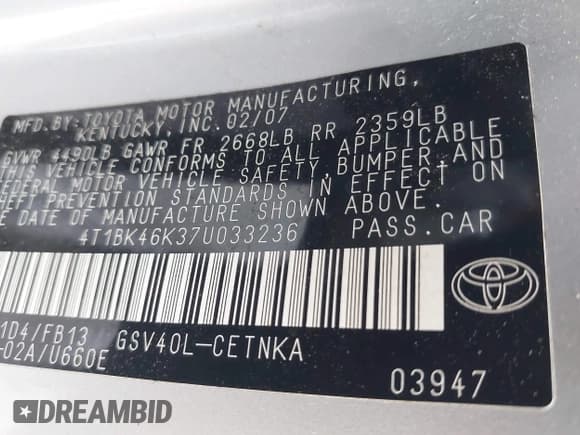 MFD. BY: TOYOTA MOTOR MANUFACTURING,
KENTUCKY, INC. 02/07
GVWR 4490LB GAWR FR 2668LB RR 2359LB
THIS VEHICLE CONFORMS TO ALL APPLICABLE
FEDERAL MOTOR VEHICLE SAFETY, BUMPER, AND
THEFT PREVENTION STANDARDS IN EFFECT ON
THE DATE OF MANUFACTURE SHOWN ABOVE.
4T1BK46K37U033236 PASS.CAR
1D4/FB13 GSV40L-CETNKA
-02A/U660E
03947
DREAMBID